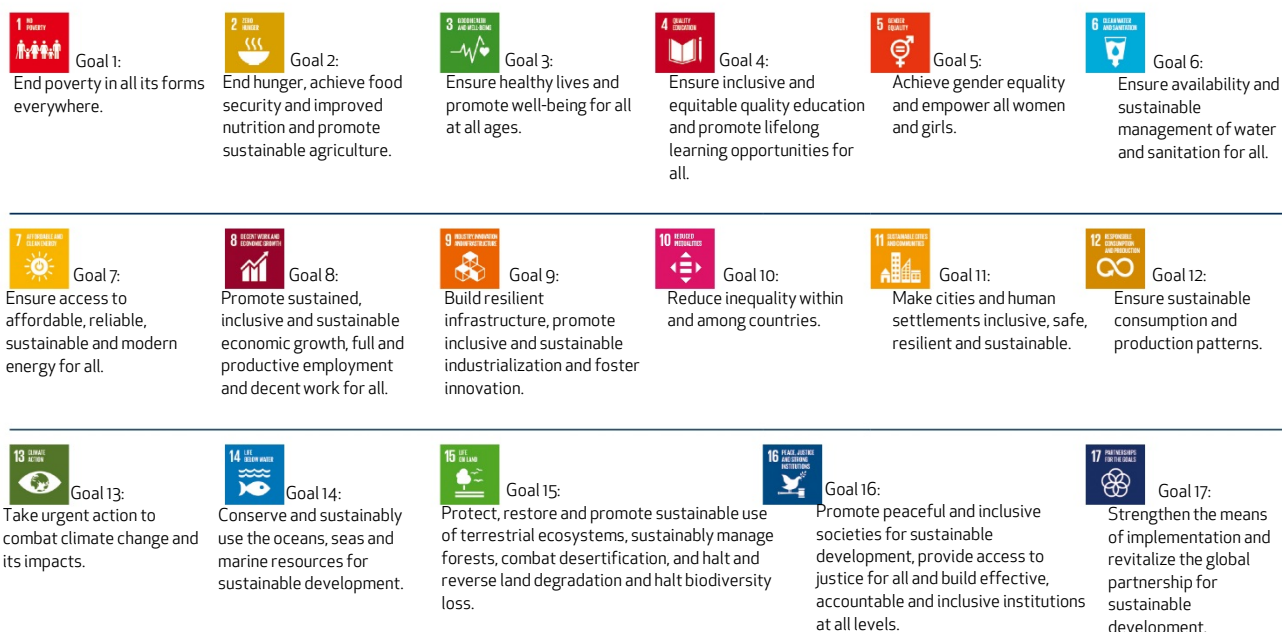 1 NO
POVERTY
Goal 1:
End poverty in all its forms
everywhere.
2 ZERO
HUNGER
Goal 2:
End hunger, achieve food
security and improved
nutrition and promote
sustainable agriculture.
3 GOOD HEALTH
AND WELL-BEING
Goal 3:
Ensure healthy lives and
promote well-being for all
at all ages.
4 QUALITY
EDUCATION
Goal 4:
Ensure inclusive and
equitable quality education
and promote lifelong
learning opportunities for
all.
5 GENDER
EQUALITY
Goal 5:
Achieve gender equality
and empower all women
and girls.
6 CLEAN WATER
AND SANITATION
Goal 6:
Ensure availability and
sustainable
management of water
and sanitation for all.
7 AFFORDABLE AND
CLEAN ENERGY
Goal 7:
Ensure access to
affordable, reliable,
sustainable and modern
energy for all.
8 DECENT WORK AND
ECONOMIC GROWTH
Goal 8:
Promote sustained,
inclusive and sustainable
economic growth, full and
productive employment
and decent work for all.
9 INDUSTRY, INNOVATION
AND INFRASTRUCTURE
Goal 9:
Build resilient
infrastructure, promote
inclusive and sustainable
industrialization and foster
innovation.
10 REDUCED
INEQUALITIES
Goal 10:
Reduce inequality within
and among countries.
11 SUSTAINABLE CITIES
AND COMMUNITIES
Goal 11:
Make cities and human
settlements inclusive, safe,
resilient and sustainable.
12 RESPONSIBLE
CONSUMPTION
AND PRODUCTION
Goal 12:
Ensure sustainable
consumption and
production patterns.
13 CLIMATE
ACTION
Goal 13:
Take urgent action to
combat climate change and
its impacts.
14 LIFE
BELOW WATER
Goal 14:
Conserve and sustainably
use the oceans, seas and
marine resources for
sustainable development.
15 LIFE
ON LAND
Goal 15:
Protect, restore and promote sustainable use
of terrestrial ecosystems, sustainably manage
forests, combat desertification, and halt and
reverse land degradation and halt biodiversity
loss.
16 PEACE, JUSTICE
AND STRONG
INSTITUTIONS
Goal 16:
Promote peaceful and inclusive
societies for sustainable
development, provide access to
justice for all and build effective,
accountable and inclusive institutions
at all levels.
17 PARTNERSHIPS
FOR THE GOALS
Goal 17:
Strengthen the means
of implementation and
revitalize the global
partnership for
sustainable
development.